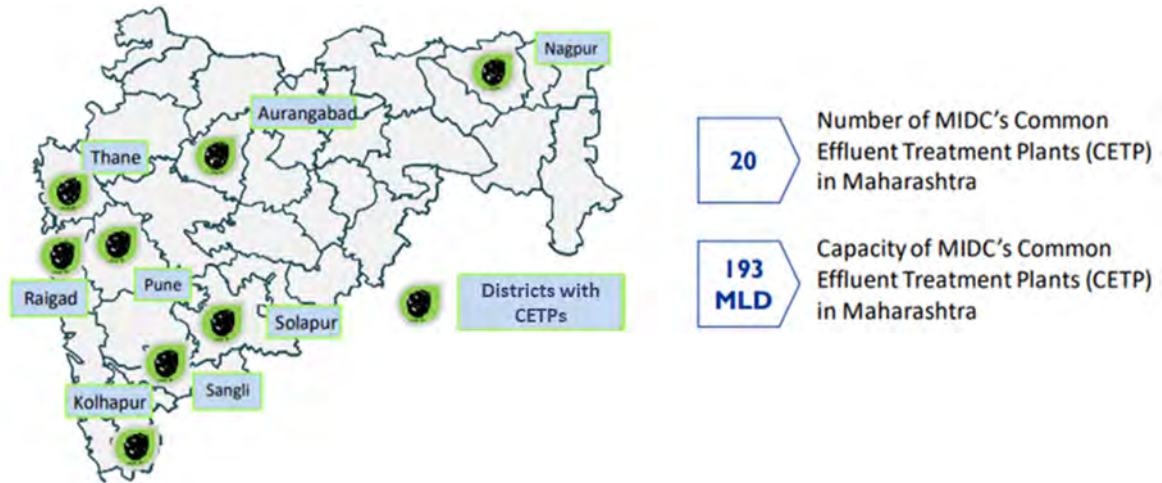 Nagpur
Aurangabad
Thane
Raigad
Pune
Solapur
Sangli
Kolhapur
Districts with
CETPs
20
Number of MIDC's Common
Effluent Treatment Plants (CETP)
in Maharashtra
193
MLD
Capacity of MIDC's Common
Effluent Treatment Plants (CETP)
in Maharashtra